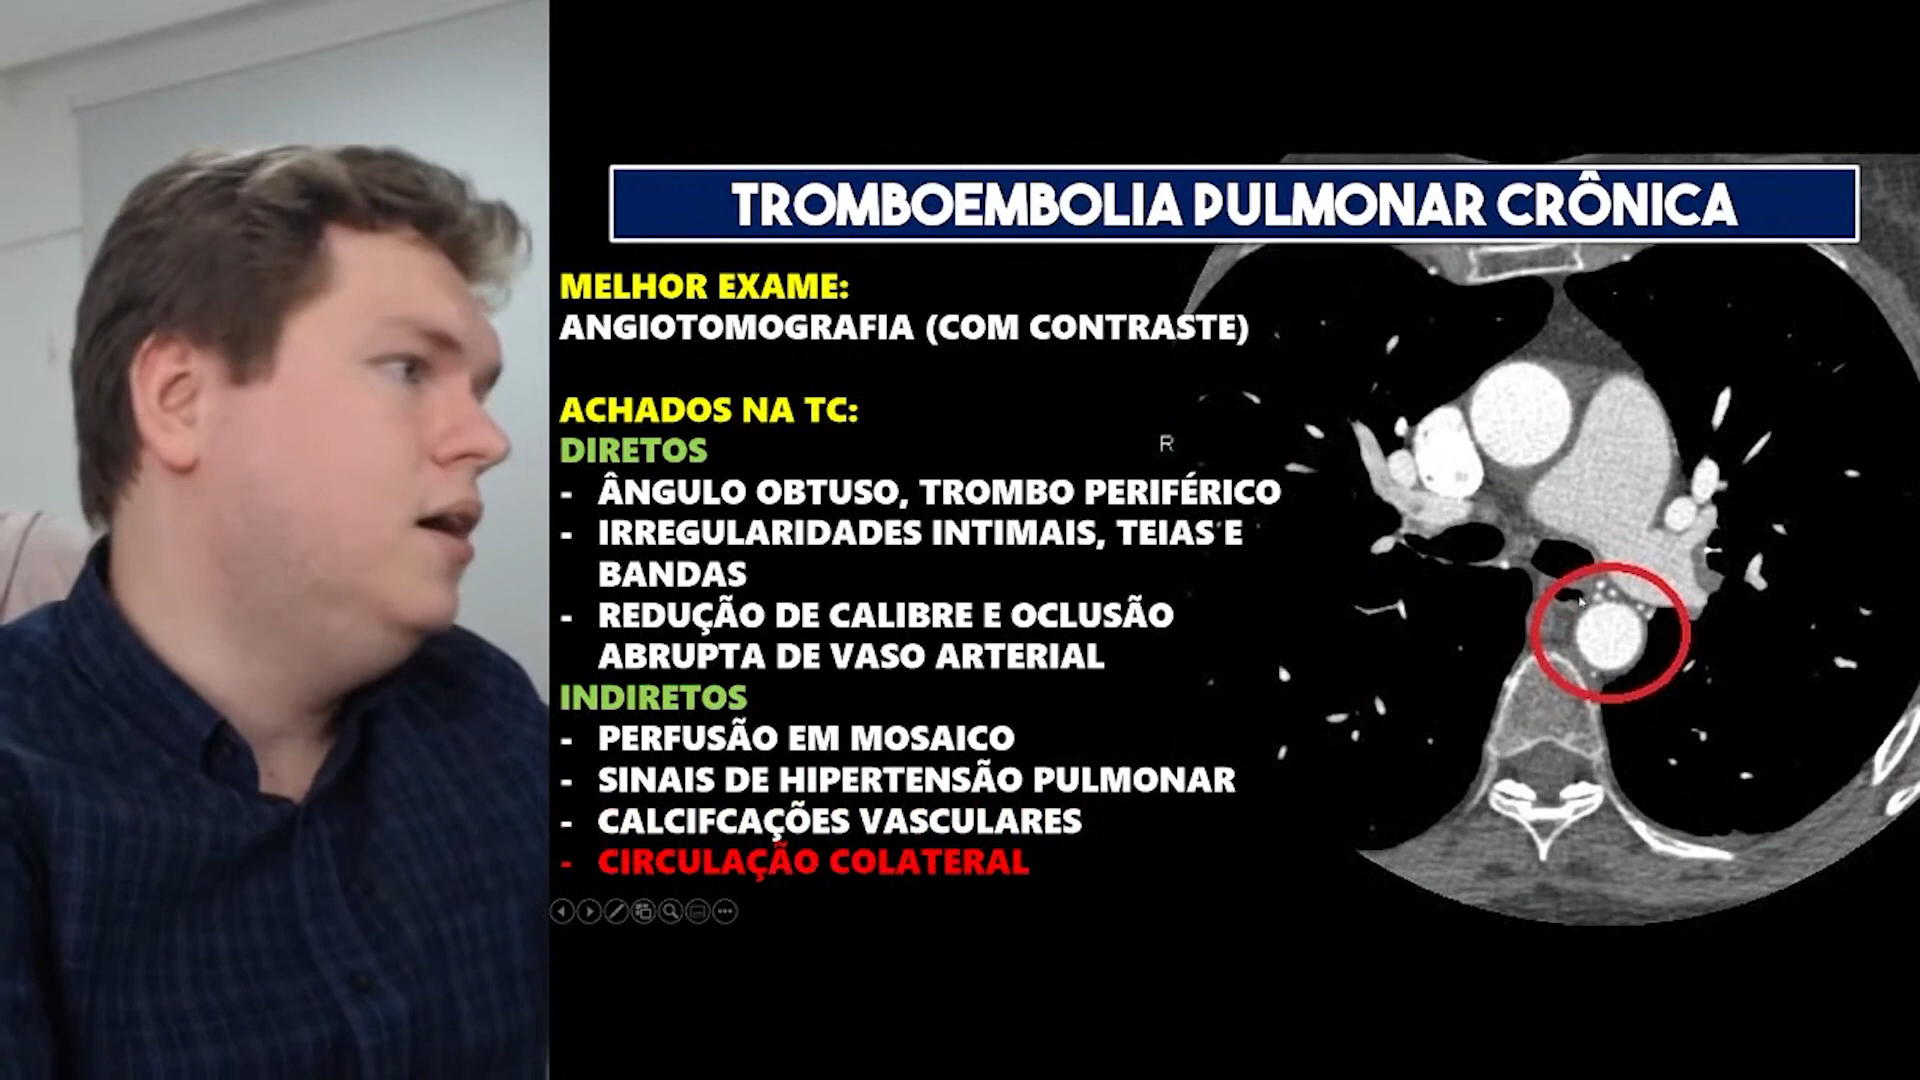 TROMBOEMBOLIA PULMONAR CRÔNICA
MELHOR EXAME:
ANGIOTOMOGRAFIA (COM CONTRASTE)
ACHADOS NA TC:
DIRETOS
- ÂNGULO OBTUSO, TROMBO PERIFÉRICO
- IRREGULARIDADES INTIMAIS, TEIAS E
BANDAS
- REDUÇÃO DE CALIBRE E OCLUSÃO
ABRUPTA DE VASO ARTERIAL
INDIRETOS
- PERFUSÃO EM MOSAICO
- SINAIS DE HIPERTENSÃO PULMONAR
- CALCIFCAÇÕES VASCULARES
- CIRCULAÇÃO COLATERAL
R